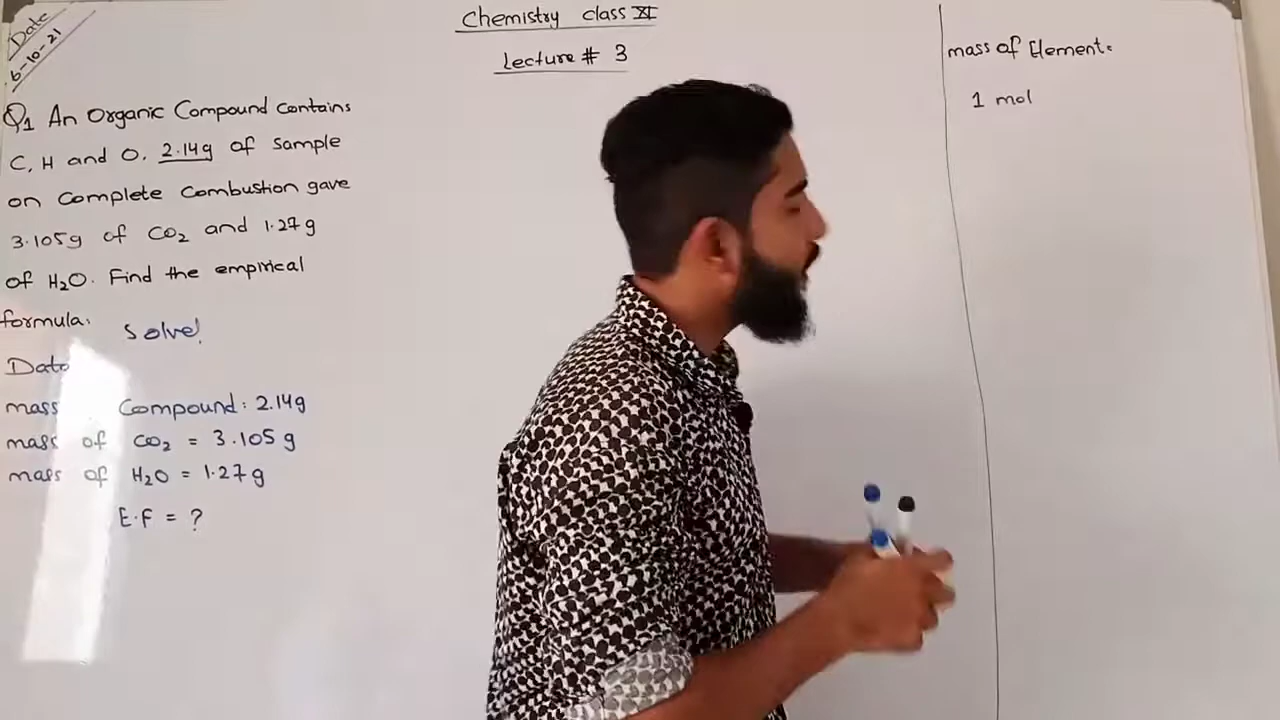 Date
6-10-21
Chemistry class XI
Lecture # 3
Q1 An Organic Compound Contains
C, H and O. 2.14g of Sample
on Complete Combustion gave
3.105g of CO2 and 1.27g
of H2O. Find the empirical
formula.
Solve!
Data
mass Compound: 2.14g
mass of CO2 = 3.105 g
mass of H2O = 1.27g
E.F = ?
mass of Element.
1 mol